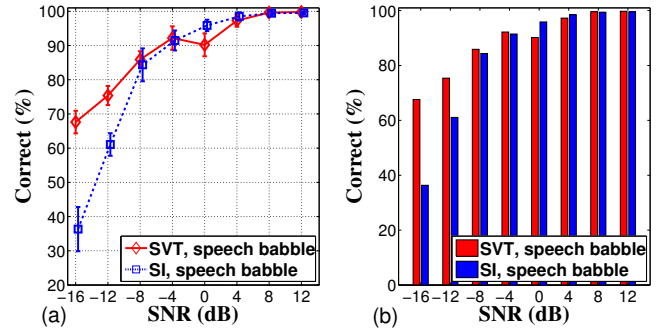 100
90
80
70
60
50
40
30
20
Correct (%)
−16 −12 −8 −4 0 4 8 12
SNR (dB)
(a)
SVT, speech babble
SI, speech babble
100
80
60
40
20
0
Correct (%)
−16 −12 −8 −4 0 4 8 12
SNR (dB)
(b)
SVT, speech babble
SI, speech babble